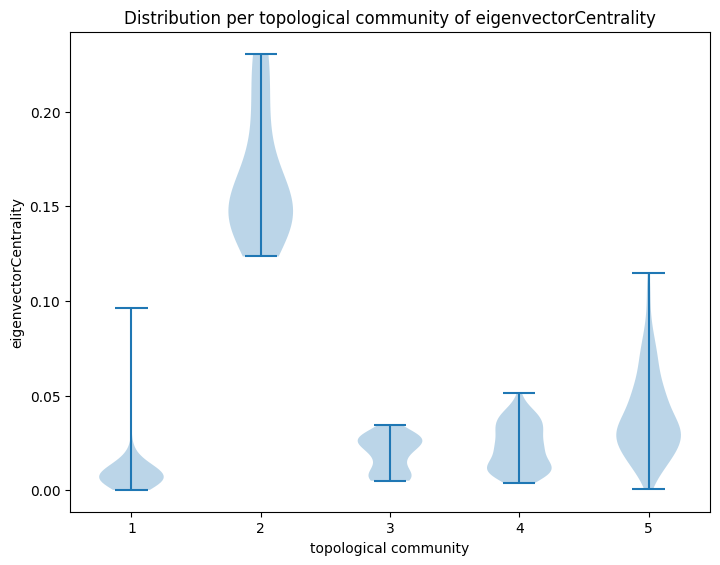 Distribution per topological community of eigenvectorCentrality
eigenvectorCentrality
0.20
0.15
0.10
0.05
0.00
1 2 3 4 5
topological community